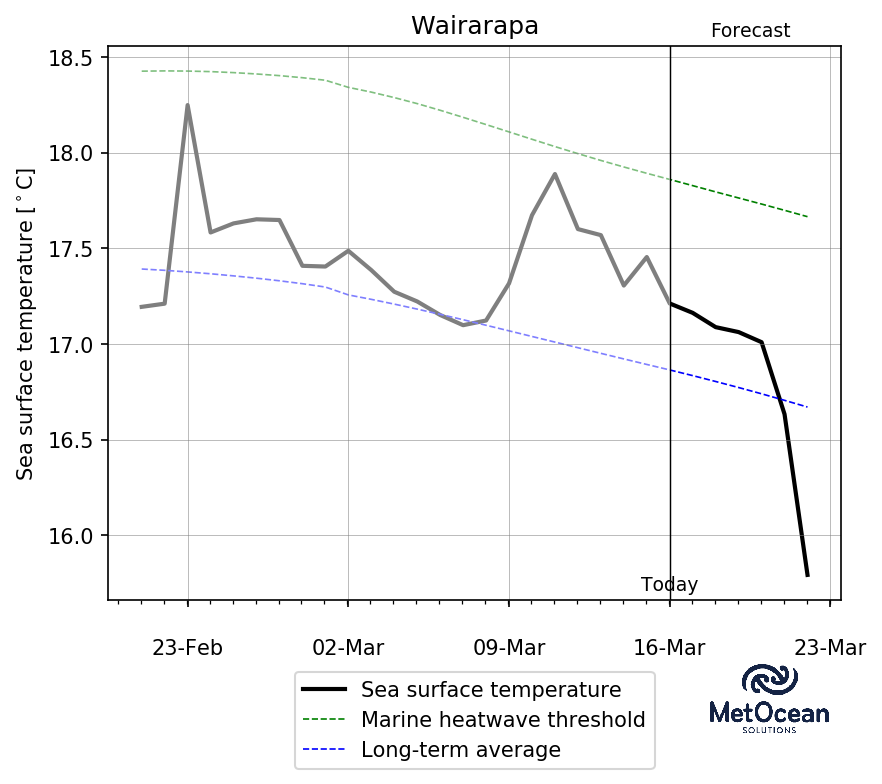 Wairarapa
Forecast
Sea surface temperature [ ° C]
18.5
18.0
17.5
17.0
16.5
16.0
Today
23-Feb 02-Mar 09-Mar 16-Mar 23-Mar
Sea surface temperature
Marine heatwave threshold
Long-term average
MetOcean
SOLUTIONS